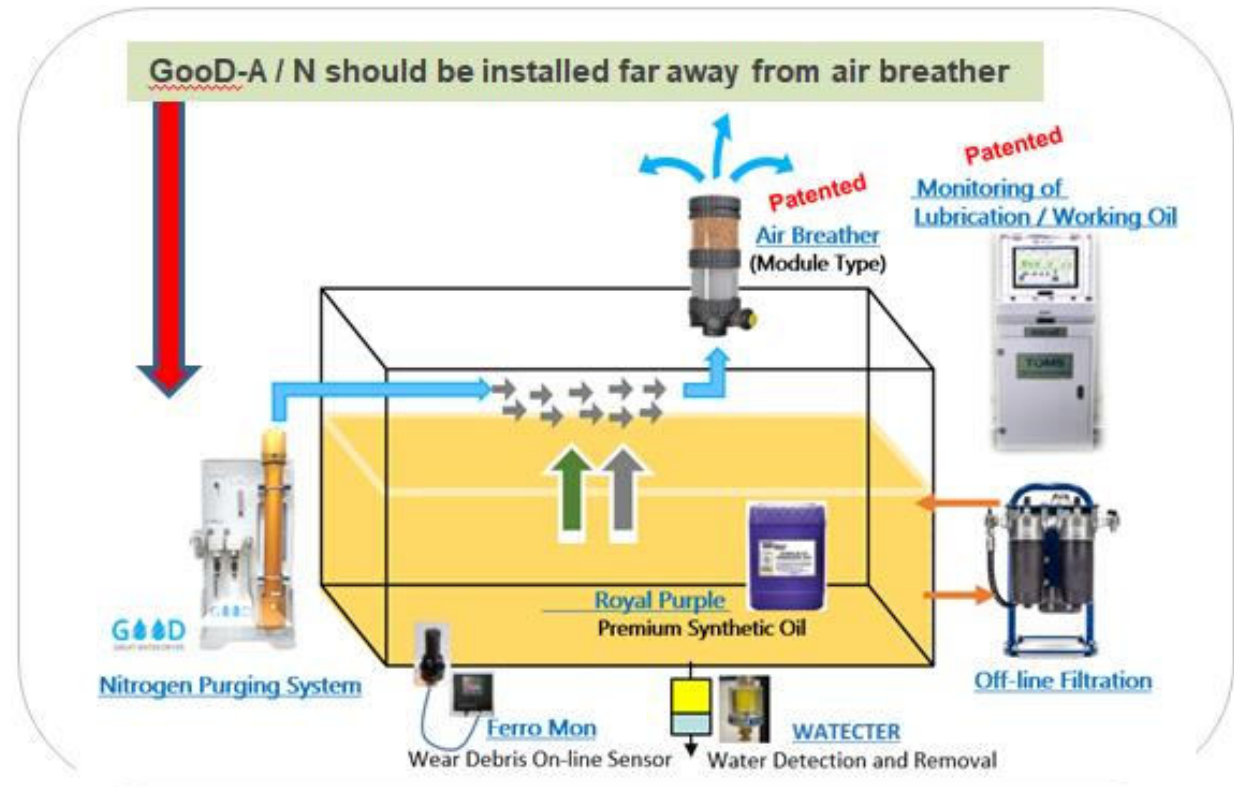 GooD-A / N should be installed far away from air breather
Patented
Monitoring of
Lubrication / Working Oil
Patented
Air Breather
(Module Type)
TOMS
Royal Purple
Premium Synthetic Oil
GOOD
Nitrogen Purging System
Off-line Filtration
Ferro Mon
Wear Debris On-line Sensor
WATECTER
Water Detection and Removal